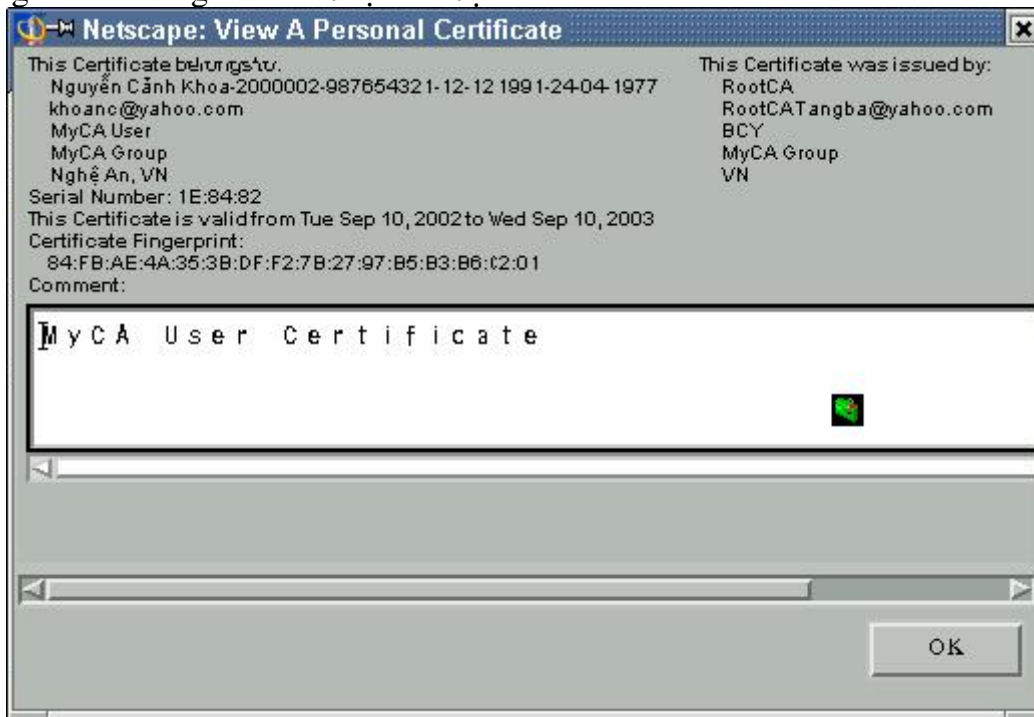 Netscape: View A Personal Certificate
This Certificate belongs to:
Nguyễn Cảnh Khoa-2000002-987654321-12-12 1991-24-04-1977
khoanc@yahoo.com
MyCA User
MyCA Group
Nghệ An, VN
This Certificate was issued by:
RootCA
RootCATangba@yahoo.com
BCY
MyCA Group
VN
Serial Number: 1E:84:82
This Certificate is valid from Tue Sep 10, 2002 to Wed Sep 10, 2003
Certificate Fingerprint:
84:FB:AE:4A:35:3B:DF:F2:7B:27:97:B5:B3:B6:C2:01
Comment:
MyCA User Certificate
OK